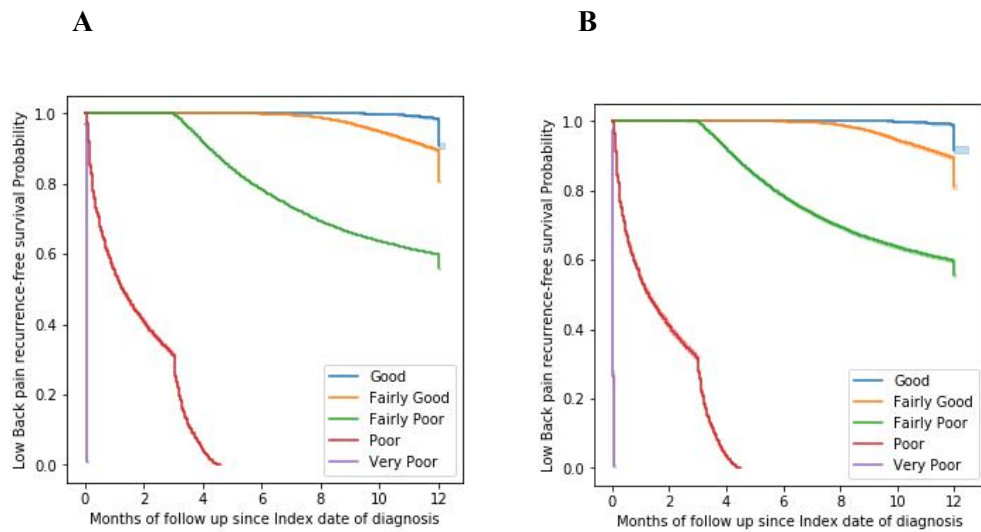 A
B
Low Back pain recurrence-free survival Probability
1.0
0.8
0.6
0.4
0.2
0.0
0 2 4 6 8 10 12
Months of follow up since Index date of diagnosis
Good
Fairly Good
Fairly Poor
Poor
Very Poor
Low Back pain recurrence-free survival Probability
1.0
0.8
0.6
0.4
0.2
0.0
0 2 4 6 8 10 12
Months of follow up since Index date of diagnosis
Good
Fairly Good
Fairly Poor
Poor
Very Poor